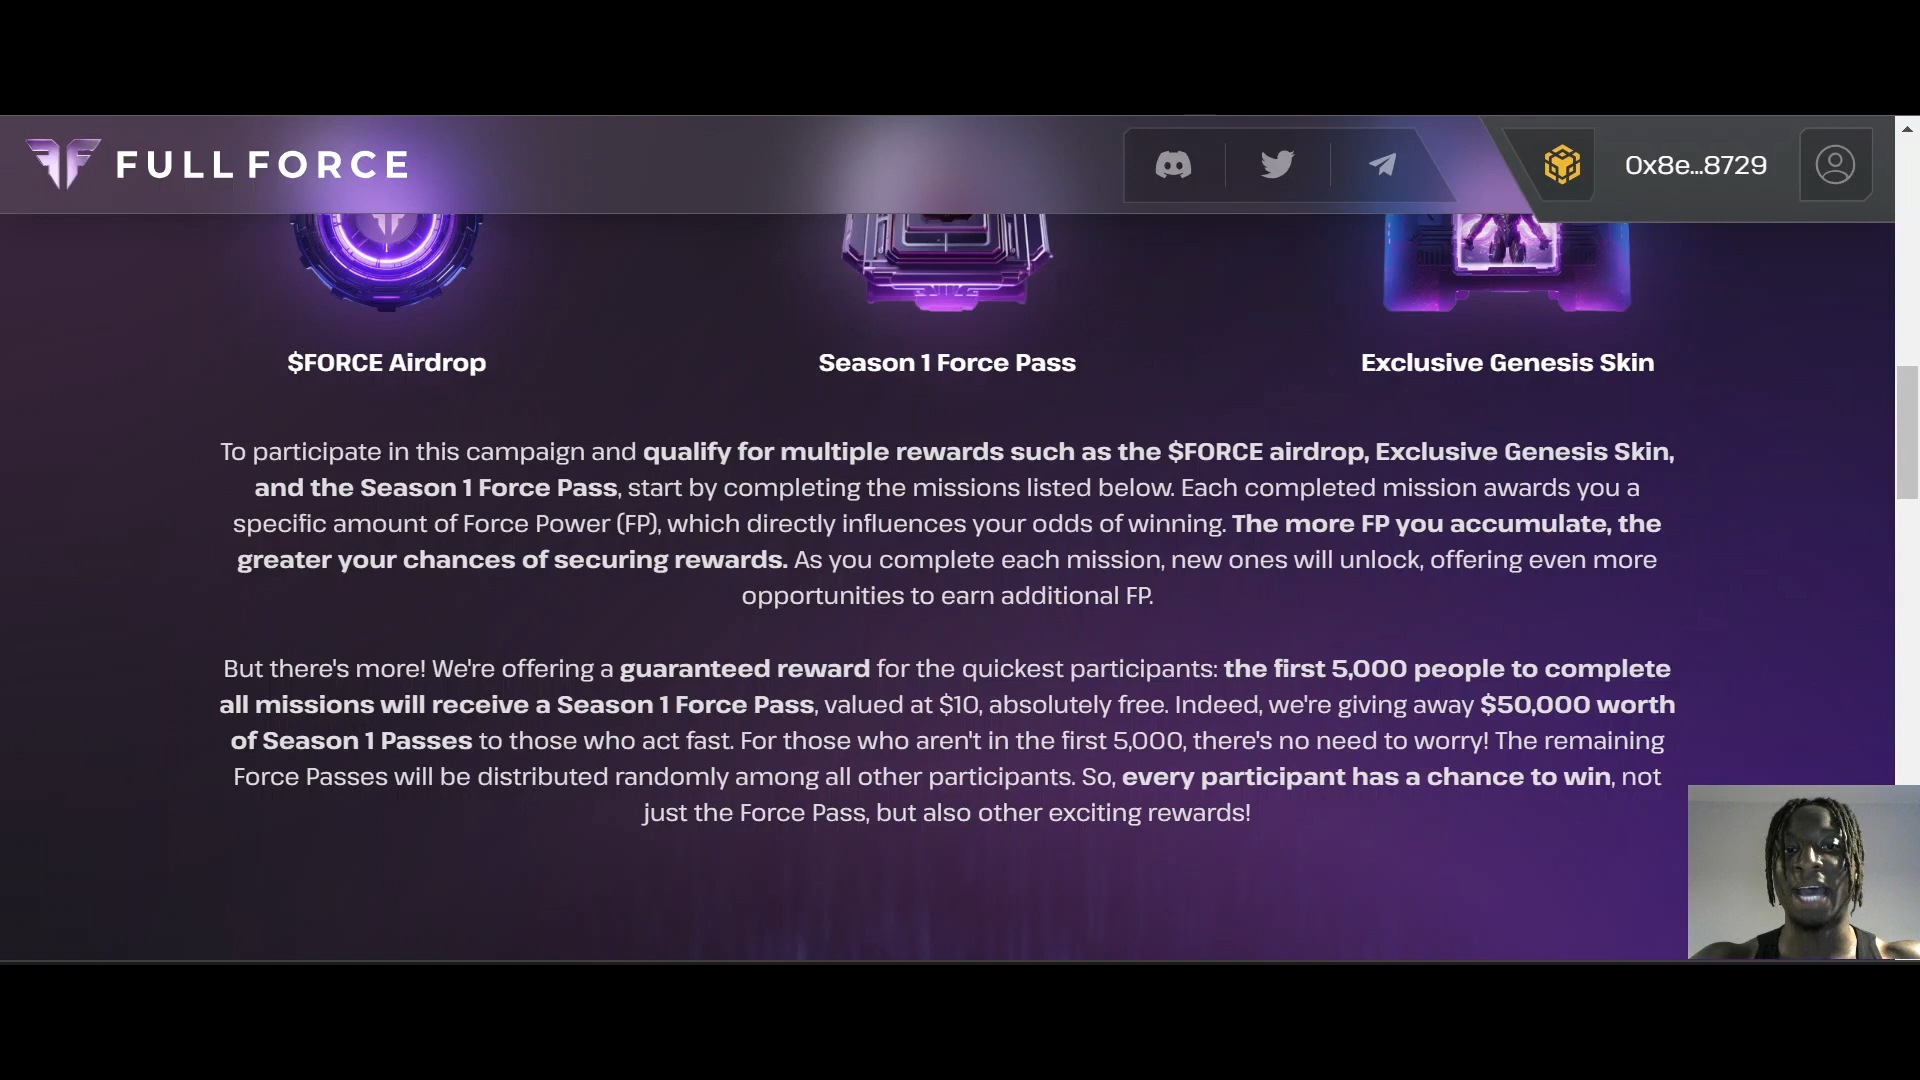 FULL FORCE
0x8e...8729
$FORCE Airdrop
Season 1 Force Pass
Exclusive Genesis Skin
To participate in this campaign and qualify for multiple rewards such as the $FORCE airdrop, Exclusive Genesis Skin,
and the Season 1 Force Pass, start by completing the missions listed below. Each completed mission awards you a
specific amount of Force Power (FP), which directly influences your odds of winning. The more FP you accumulate, the
greater your chances of securing rewards. As you complete each mission, new ones will unlock, offering even more
opportunities to earn additional FP.
But there's more! We're offering a guaranteed reward for the quickest participants: the first 5,000 people to complete
all missions will receive a Season 1 Force Pass, valued at $10, absolutely free. Indeed, we're giving away $50,000 worth
of Season 1 Passes to those who act fast. For those who aren't in the first 5,000, there's no need to worry! The remaining
Force Passes will be distributed randomly among all other participants. So, every participant has a chance to win, not
just the Force Pass, but also other exciting rewards!